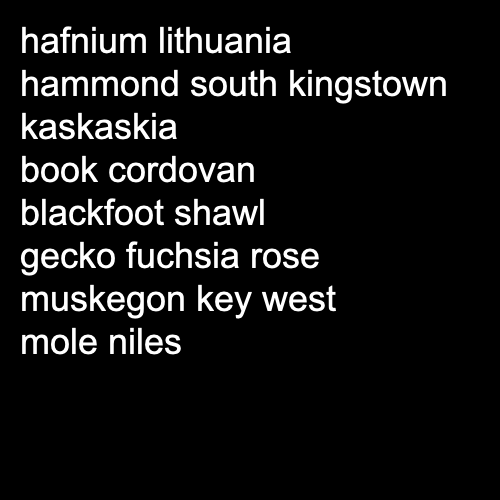 hafnium lithuania
hammond south kingstown
kaskaskia
book cordovan
blackfoot shawl
gecko fuchsia rose
muskegon key west
mole niles